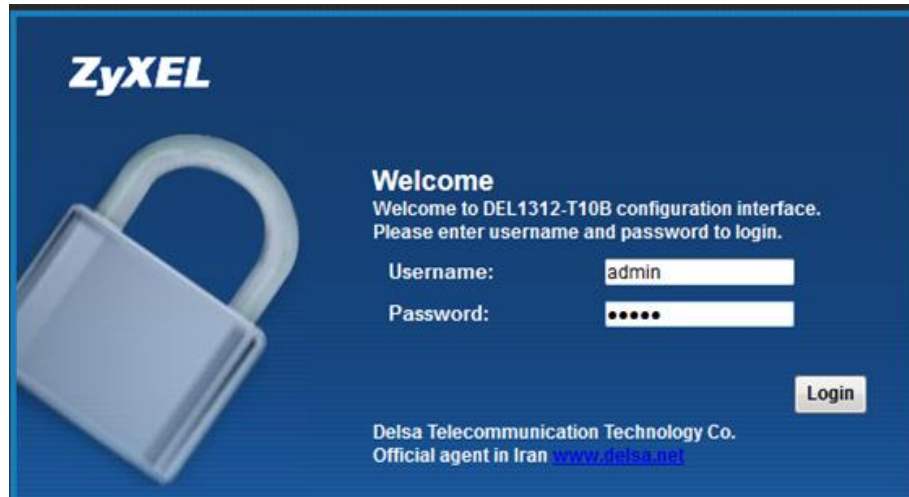 ZyXEL
Welcome
Welcome to DEL1312-T10B configuration interface.
Please enter username and password to login.
Username: admin
Password: •••••
Login
Delsa Telecommunication Technology Co.
Official agent in Iran www.delsa.net